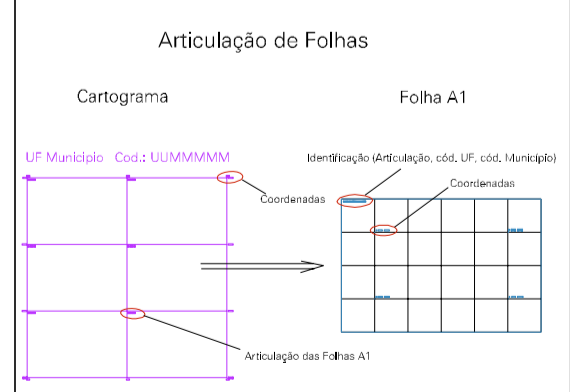 Articulação de Folhas
Cartograma
Folha A1
UF Municipio Cod.: UUMMMMM
Identificação (Articulação, cód. UF, cód. Município)
Coordenadas
Coordenadas
Articulação das Folhas A1